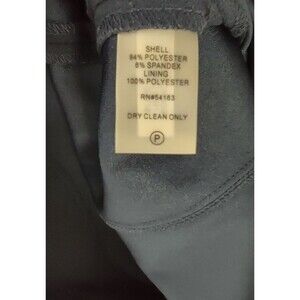 SHELL
94% POLYESTER
6% SPANDEX
LINING
100% POLYESTER
RN#54163
DRY CLEAN ONLY
P